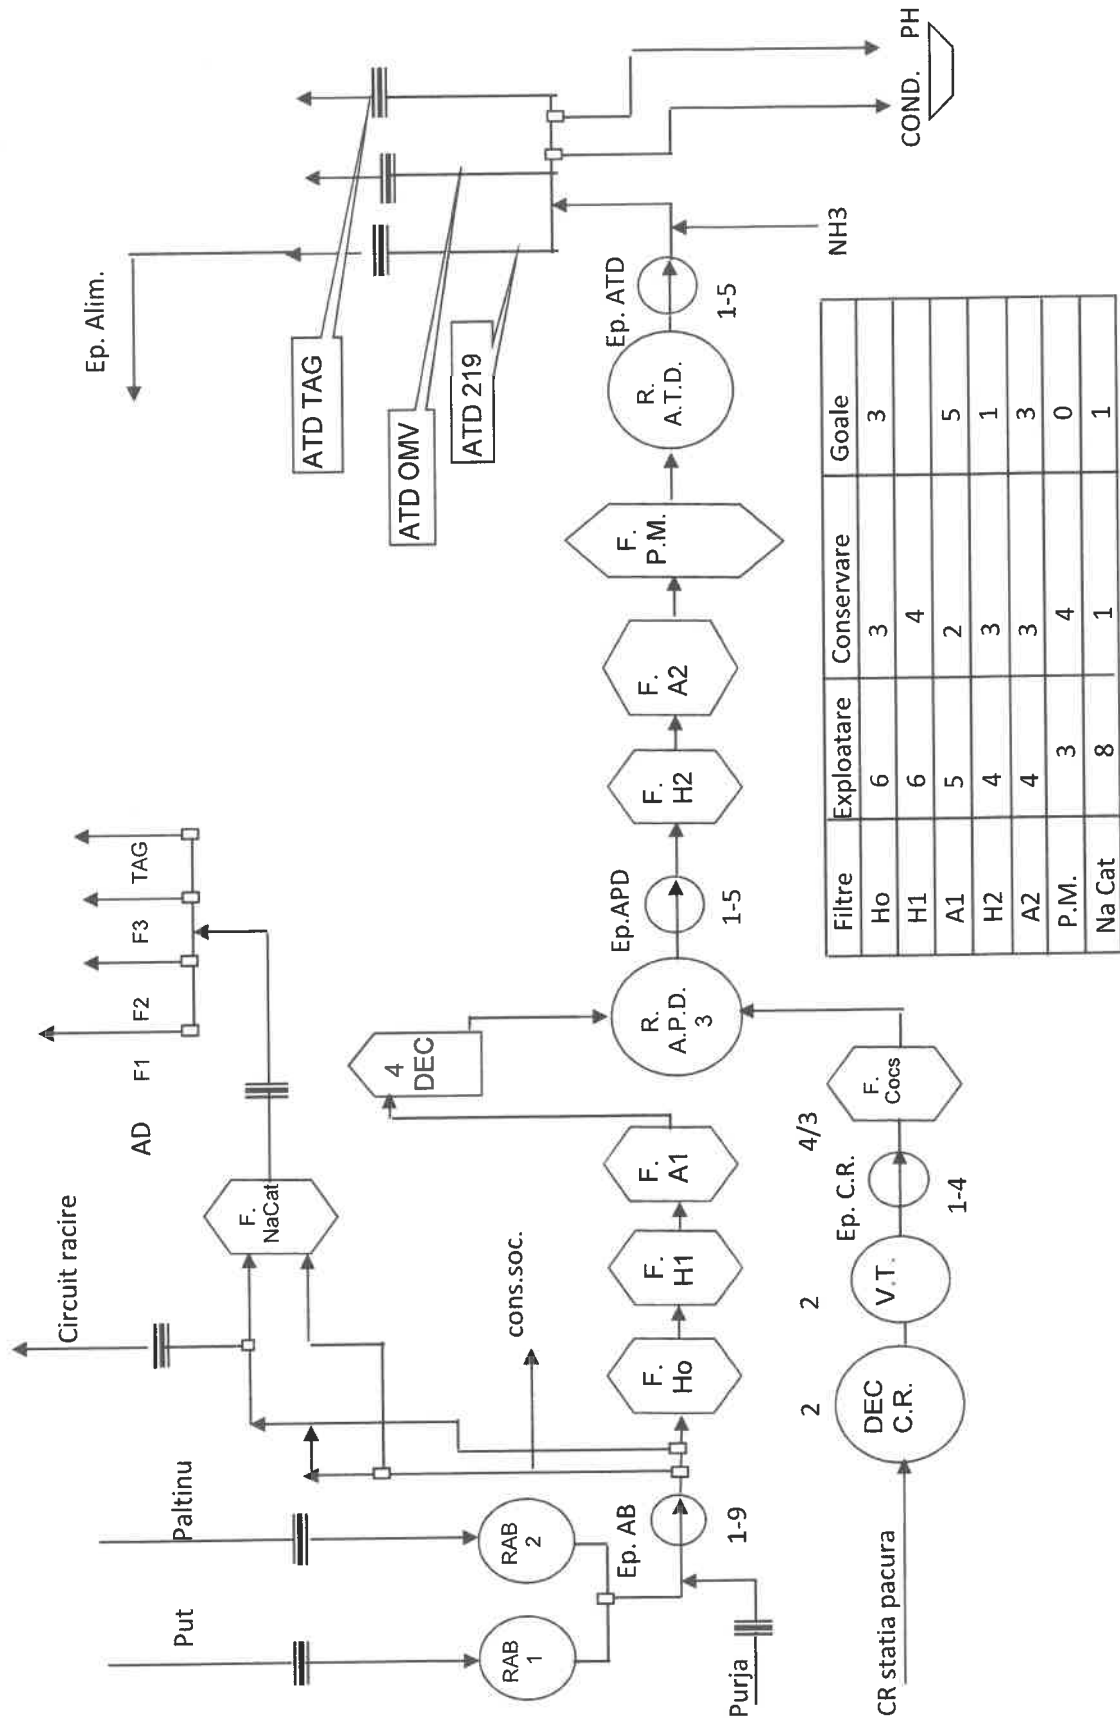 Put
Paltinu
Circuit racire
AD
F1
F2
F3
TAG
Ep. Alim.
F.
NaCat
ATD TAG
ATD OMV
ATD 219
cons.soc.
4
DEC
RAB
1
RAB
2
Ep. AB
1-9
Purja
F.
Ho
F.
H1
F.
A1
R.
A.P.D.
3
Ep.APD
1-5
F.
H2
F.
A2
F.
P.M.
R.
A.T.D.
Ep. ATD
1-5
NH3
COND.
PH
CR statia pacura
2
DEC
C.R.
2
V.T.
Ep. C.R.
1-4
4/3
F.
Cocs
Filtre Exploatare Conservare Goale
Ho 6 3 3
H1 6 4
A1 5 2 5
H2 4 3 1
A2 4 3 3
P.M. 3 4 0
Na Cat 8 1 1